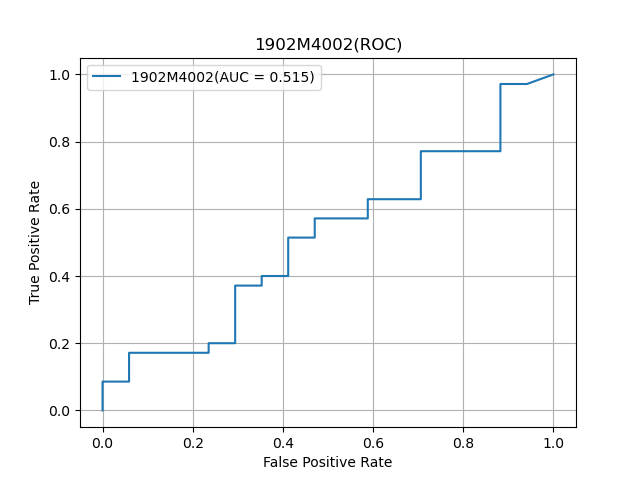 1902M4002(ROC)
1902M4002(AUC = 0.515)
True Positive Rate
1.0
0.8
0.6
0.4
0.2
0.0
0.0 0.2 0.4 0.6 0.8 1.0
False Positive Rate